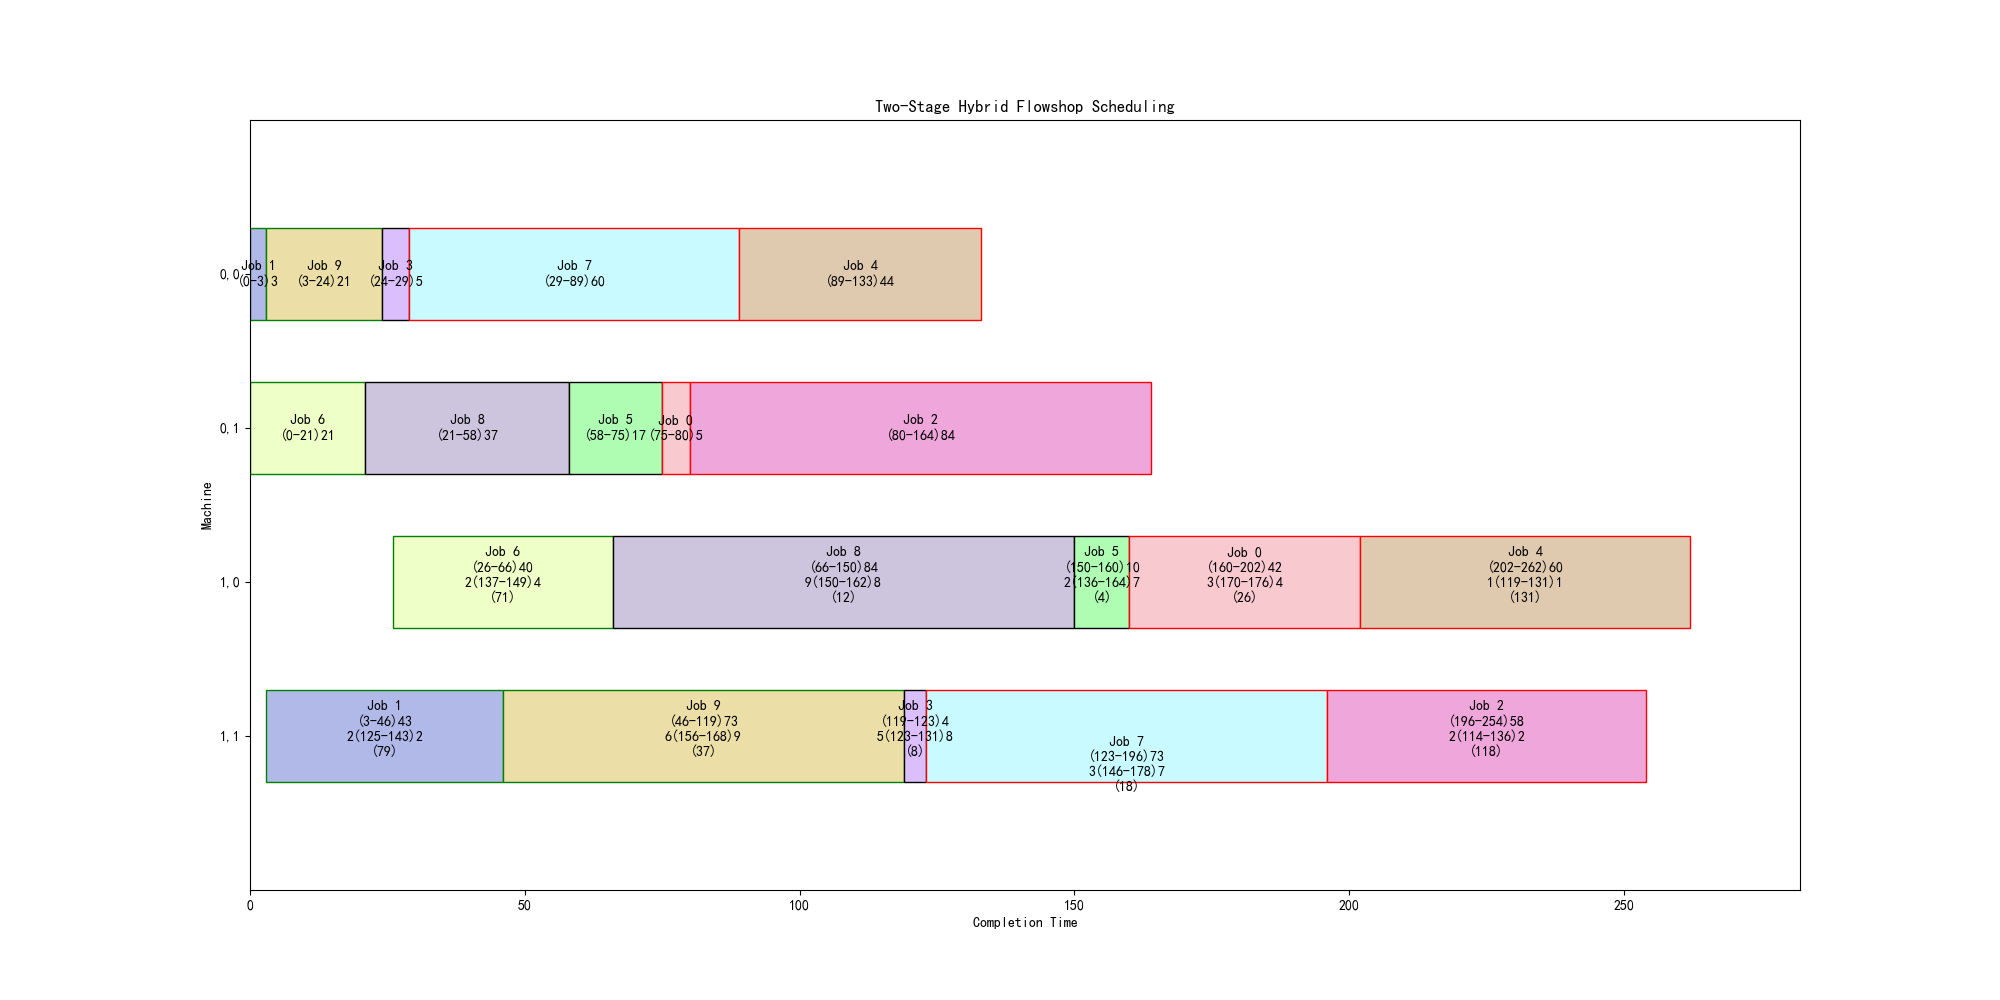 Two-Stage Hybrid Flowshop Scheduling
0,0
Job 1
(0-3)3
Job 9
(3-24)21
Job 3
(24-29)5
Job 7
(29-89)60
Job 4
(89-133)44
0,1
Job 6
(0-21)21
Job 8
(21-58)37
Job 5
(58-75)17
Job 0
(75-80)5
Job 2
(80-164)84
Machine
1,0
Job 6
(26-66)40
2(137-149)4
(71)
Job 8
(66-150)84
9(150-162)8
(12)
Job 5
(150-160)10
2(136-164)7
(4)
Job 0
(160-202)42
3(170-176)4
(26)
Job 4
(202-262)60
1(119-131)1
(131)
1,1
Job 1
(3-46)43
2(125-143)2
(79)
Job 9
(46-119)73
6(156-168)9
(37)
Job 3
(119-123)4
5(123-131)8
(8)
Job 7
(123-196)73
3(146-178)7
(18)
Job 2
(196-254)58
2(114-136)2
(118)
0 50 100 150 200 250
Completion Time